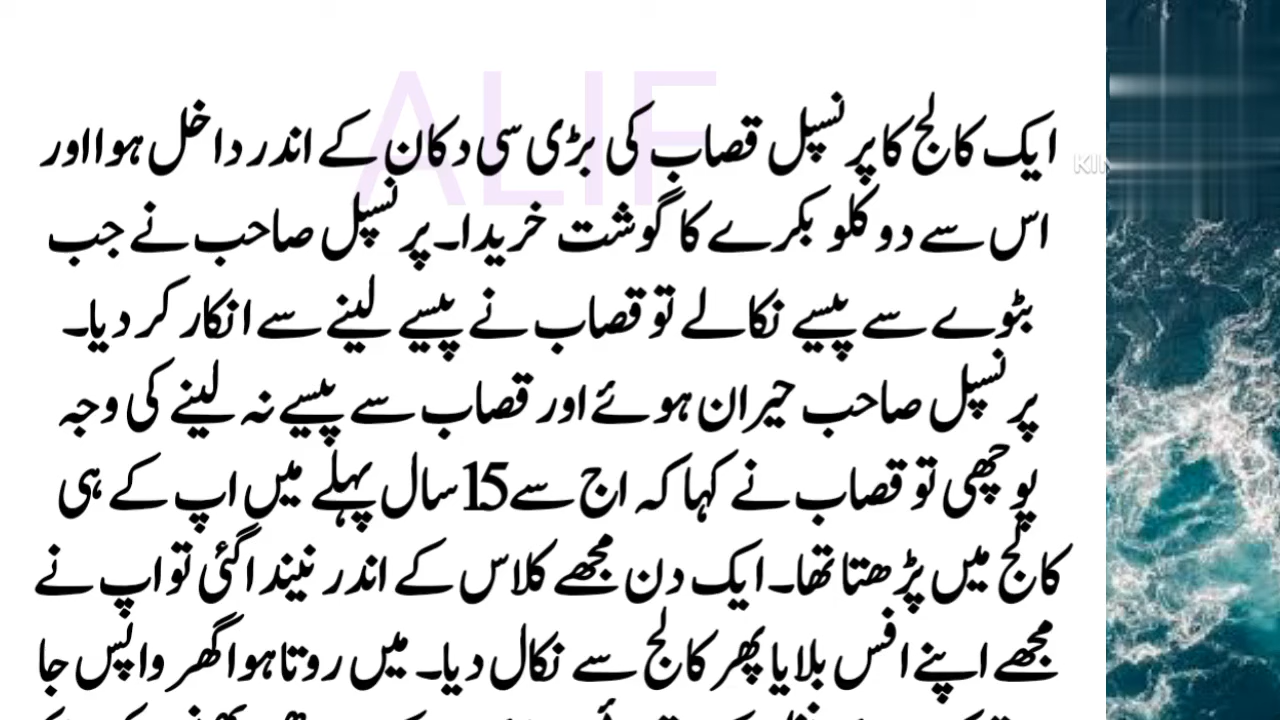 ALIF
ایک کالج کا پرنسپل قصاب کی بڑی سی دکان کے اندر داخل ہوا اور
اس سے دو کلو بکرے کا گوشت خریدا۔ پرنسپل صاحب نے جب
بٹوے سے پیسے نکالے تو قصاب نے پیسے لینے سے انکار کر دیا۔
پرنسپل صاحب حیران ہوئے اور قصاب سے پیسے نہ لینے کی وجہ
پوچھی تو قصاب نے کہا کہ اج سے 15 سال پہلے میں اپ کے ہی
کالج میں پڑھتا تھا۔ ایک دن مجھے کلاس کے اندر نیند اگئی تو اپ نے
مجھے اپنے افس بلایا پھر کالج سے نکال دیا۔ میں روتا ہوا گھر واپس جا